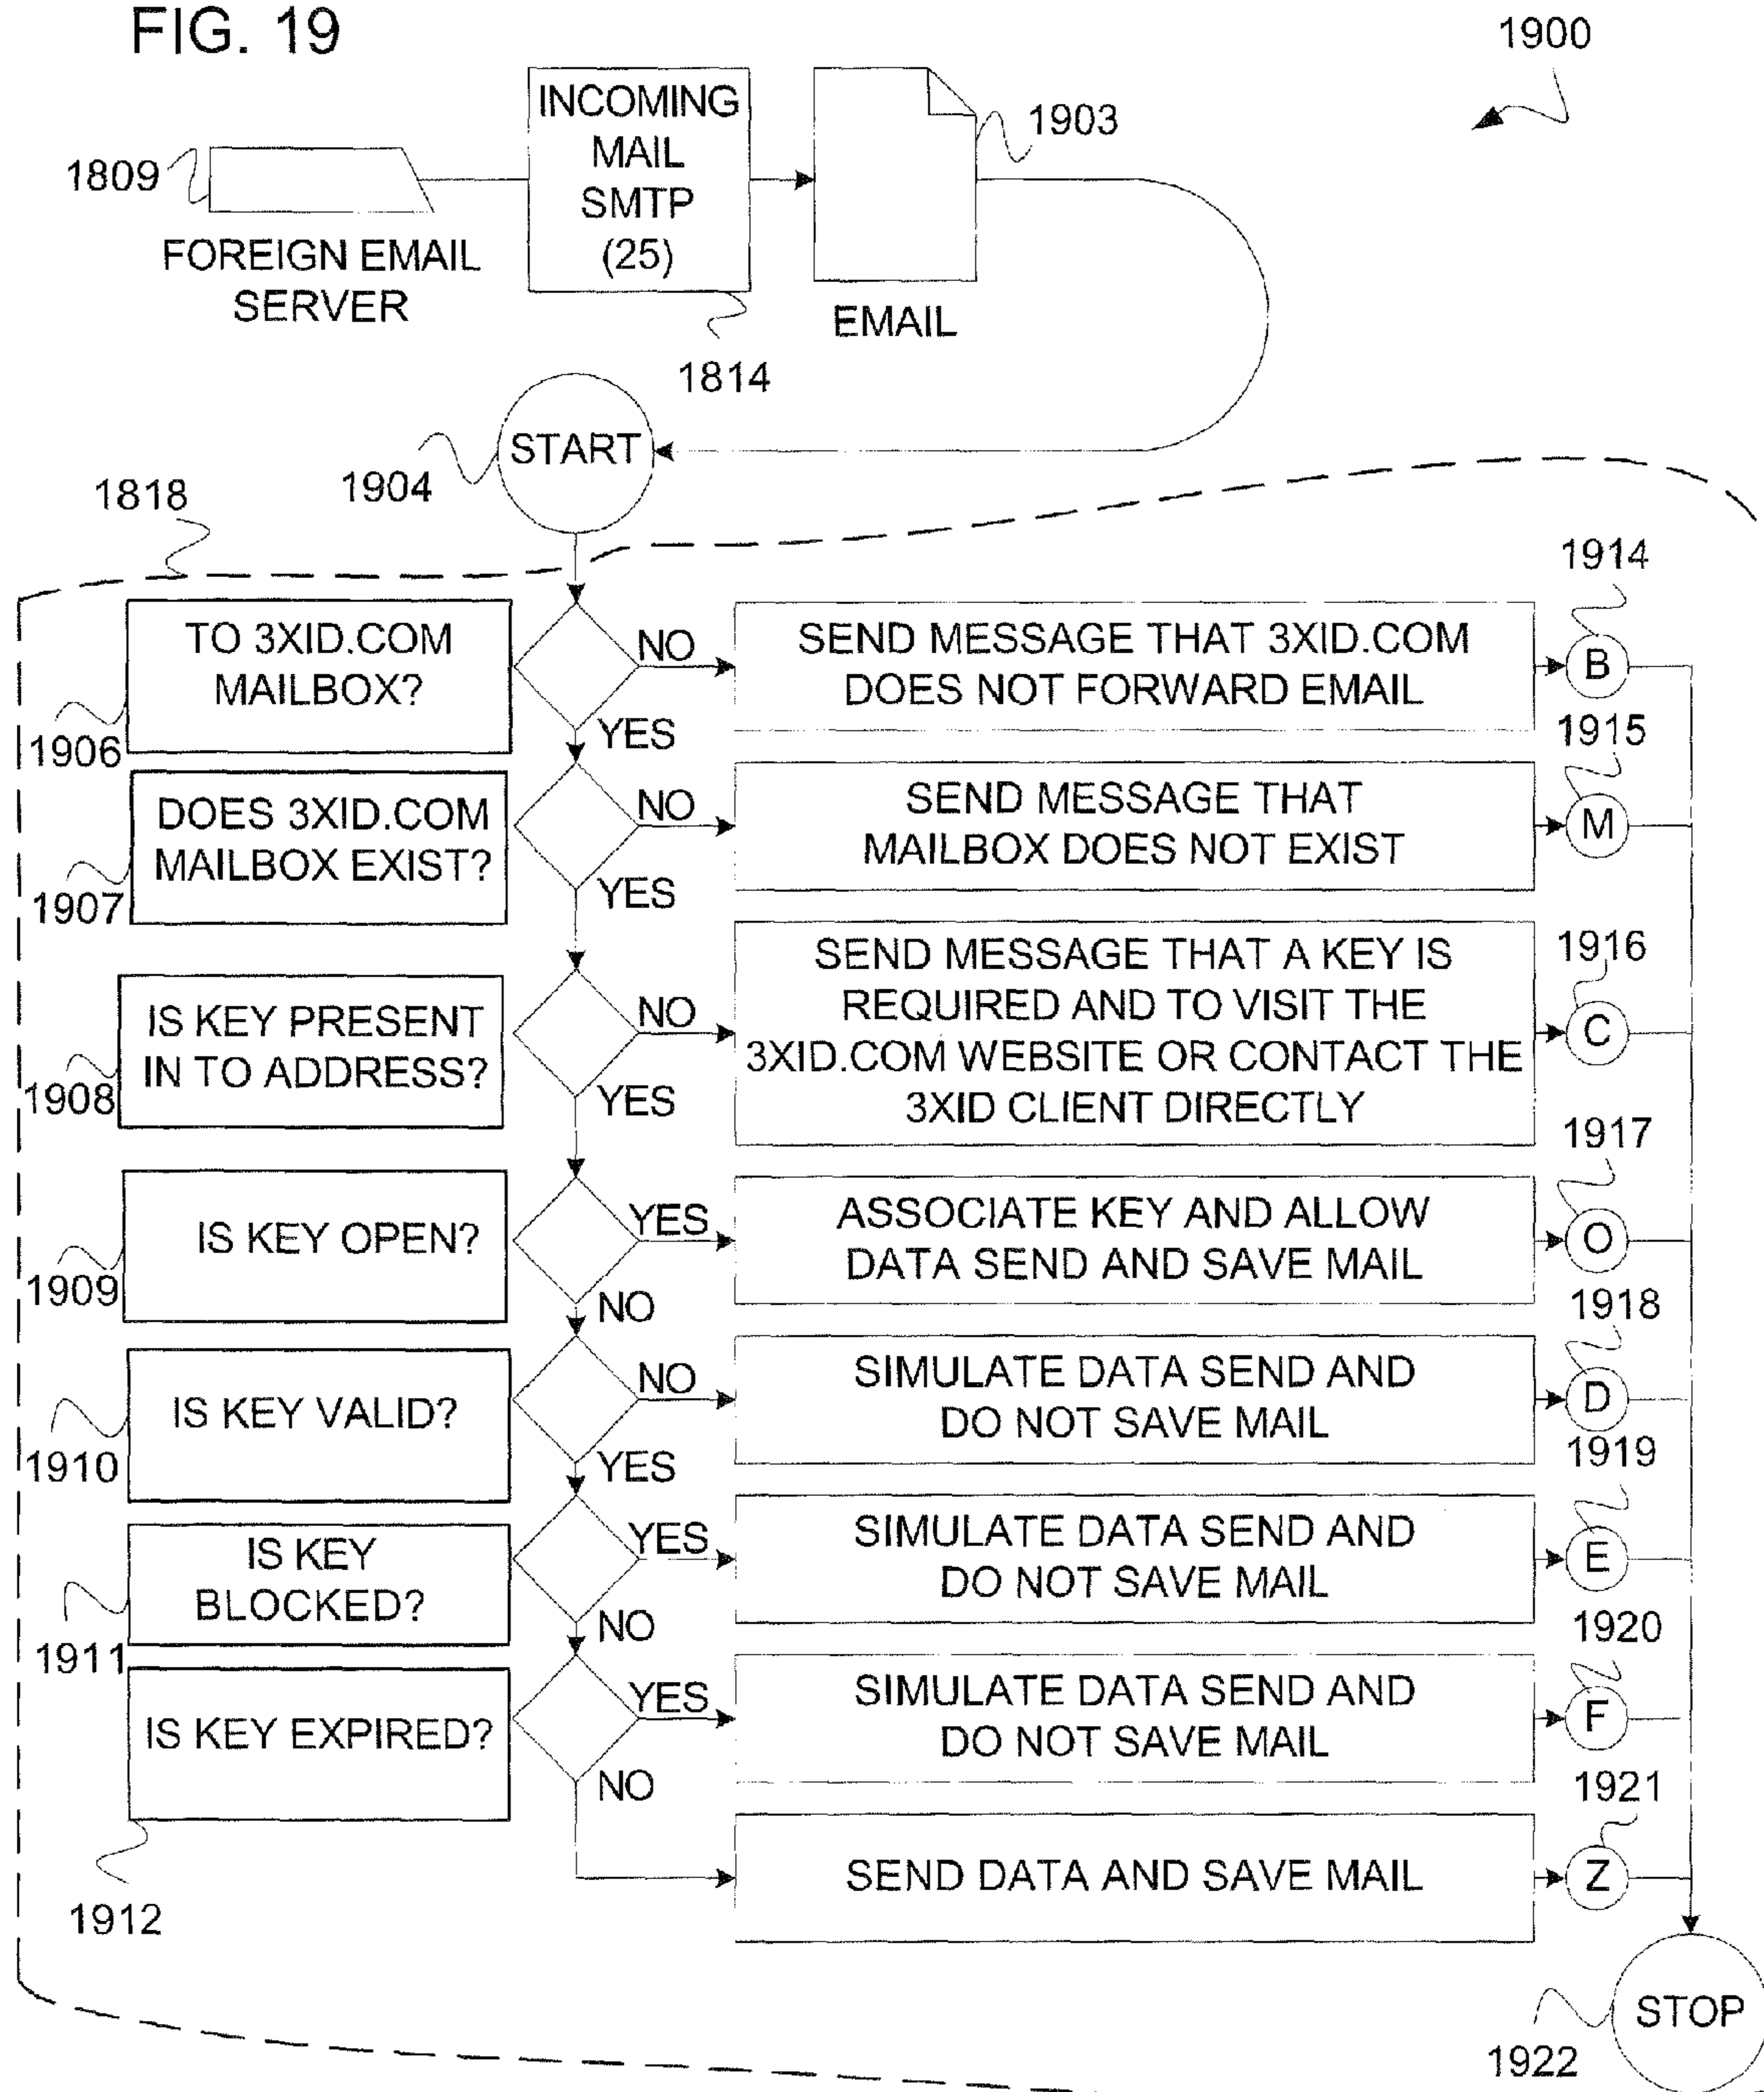 FIG. 19
1900
INCOMING
MAIL
SMTP
(25)
1903
1809
FOREIGN EMAIL
SERVER
EMAIL
1814
START
1904
1818
1914
TO 3XID.COM
MAILBOX?
NO
SEND MESSAGE THAT 3XID.COM
DOES NOT FORWARD EMAIL
B
1906
YES
1915
DOES 3XID.COM
MAILBOX EXIST?
NO
SEND MESSAGE THAT
MAILBOX DOES NOT EXIST
M
1907
YES
1916
IS KEY PRESENT
IN TO ADDRESS?
NO
SEND MESSAGE THAT A KEY IS
REQUIRED AND TO VISIT THE
3XID.COM WEBSITE OR CONTACT THE
3XID CLIENT DIRECTLY
C
1908
YES
1917
IS KEY OPEN?
YES
ASSOCIATE KEY AND ALLOW
DATA SEND AND SAVE MAIL
O
1909
NO
1918
IS KEY VALID?
NO
SIMULATE DATA SEND AND
DO NOT SAVE MAIL
D
1910
YES
1919
IS KEY
BLOCKED?
YES
SIMULATE DATA SEND AND
DO NOT SAVE MAIL
E
1911
NO
1920
IS KEY EXPIRED?
YES
SIMULATE DATA SEND AND
DO NOT SAVE MAIL
F
NO
1921
SEND DATA AND SAVE MAIL
Z
1912
STOP
1922